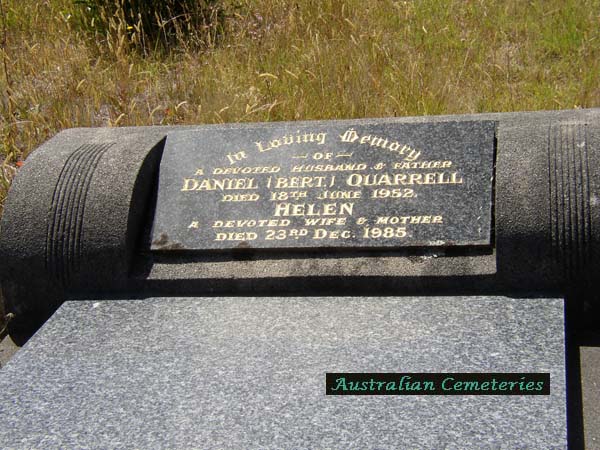 In Loving Memory
— OF —
A DEVOTED HUSBAND & FATHER
DANIEL (BERT.) QUARRELL
DIED 18TH JUNE 1952.
HELEN
A DEVOTED WIFE & MOTHER
DIED 23RD DEC. 1985.
Australian Cemeteries